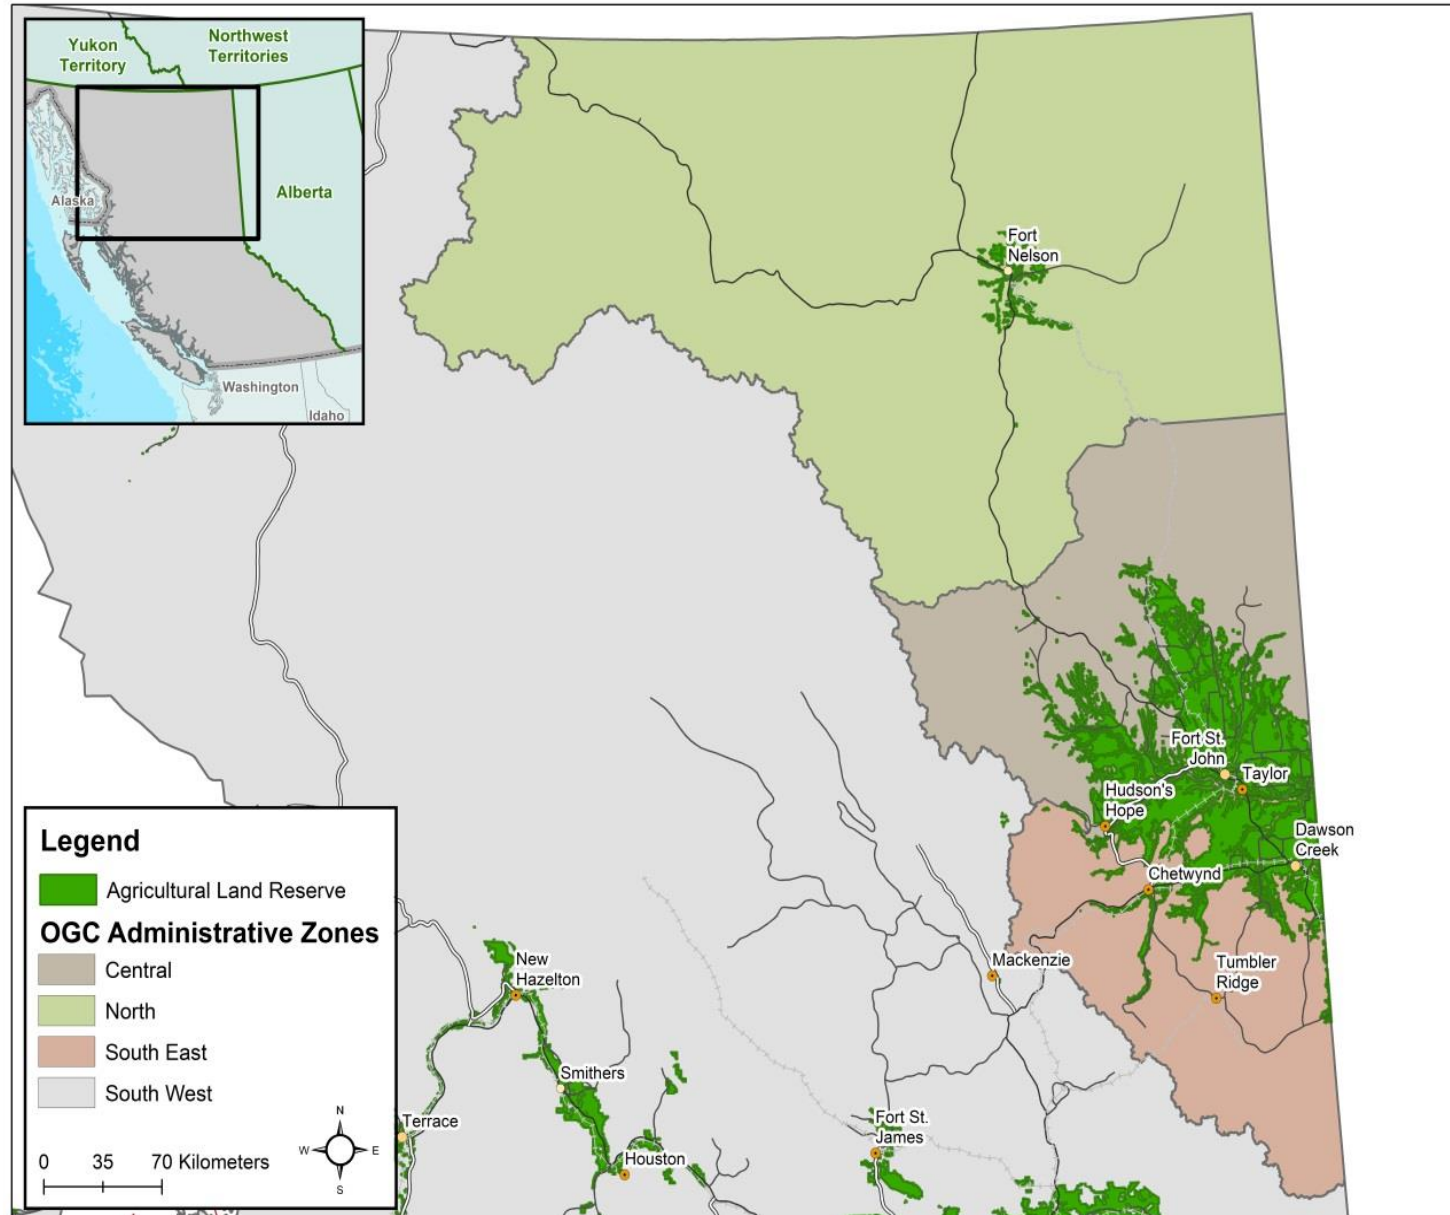 Yukon
Territory
Northwest
Territories
Alaska
Alberta
Washington
Idaho
Fort
Nelson
Fort St.
John
Taylor
Hudson's
Hope
Dawson
Creek
Chetwynd
Mackenzie
Tumbler
Ridge
New
Hazelton
Smithers
Terrace
Houston
Fort St.
James
Legend
Agricultural Land Reserve
OGC Administrative Zones
Central
North
South East
South West
0 35 70 Kilometers
N
W E
S